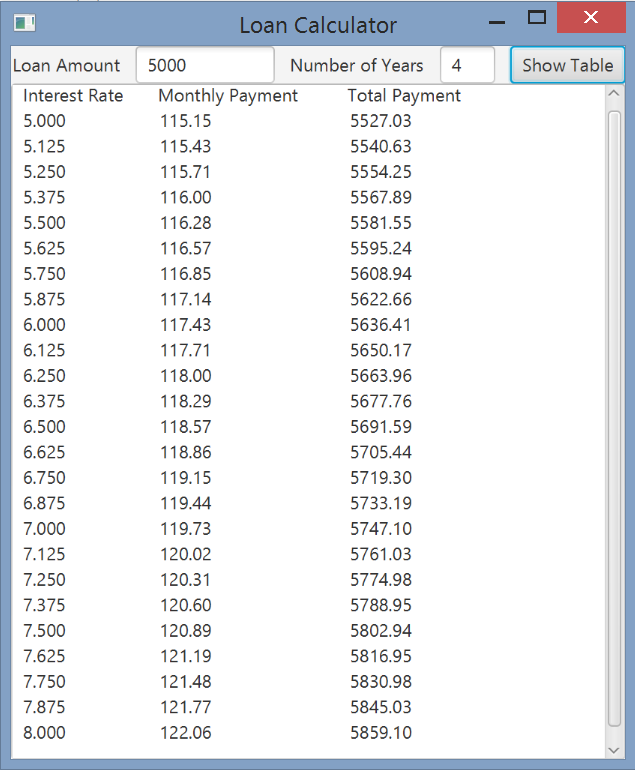 Loan Calculator
Loan Amount 5000 Number of Years 4 Show Table
Interest Rate Monthly Payment Total Payment
5.000 115.15 5527.03
5.125 115.43 5540.63
5.250 115.71 5554.25
5.375 116.00 5567.89
5.500 116.28 5581.55
5.625 116.57 5595.24
5.750 116.85 5608.94
5.875 117.14 5622.66
6.000 117.43 5636.41
6.125 117.71 5650.17
6.250 118.00 5663.96
6.375 118.29 5677.76
6.500 118.57 5691.59
6.625 118.86 5705.44
6.750 119.15 5719.30
6.875 119.44 5733.19
7.000 119.73 5747.10
7.125 120.02 5761.03
7.250 120.31 5774.98
7.375 120.60 5788.95
7.500 120.89 5802.94
7.625 121.19 5816.95
7.750 121.48 5830.98
7.875 121.77 5845.03
8.000 122.06 5859.10